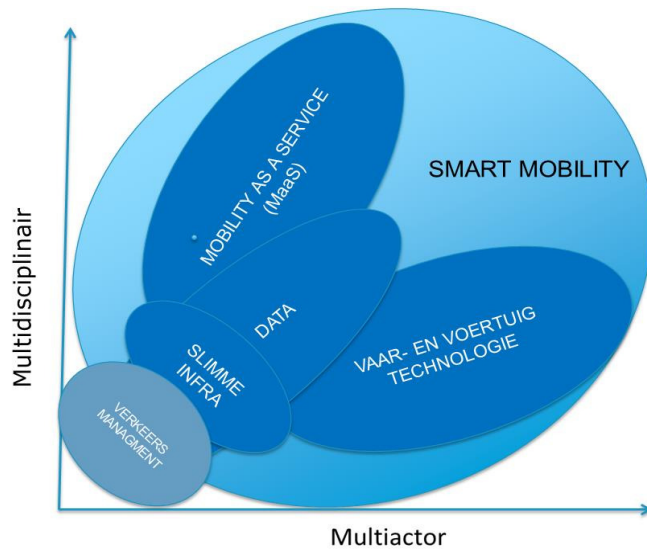 Multidisciplinair
MOBILITY AS A SERVICE
(MaaS)
SMART MOBILITY
DATA
VAAR- EN VOERTUIG
TECHNOLOGIE
SLIMME
INFRA
VERKEERS
MANAGMENT
Multiactor